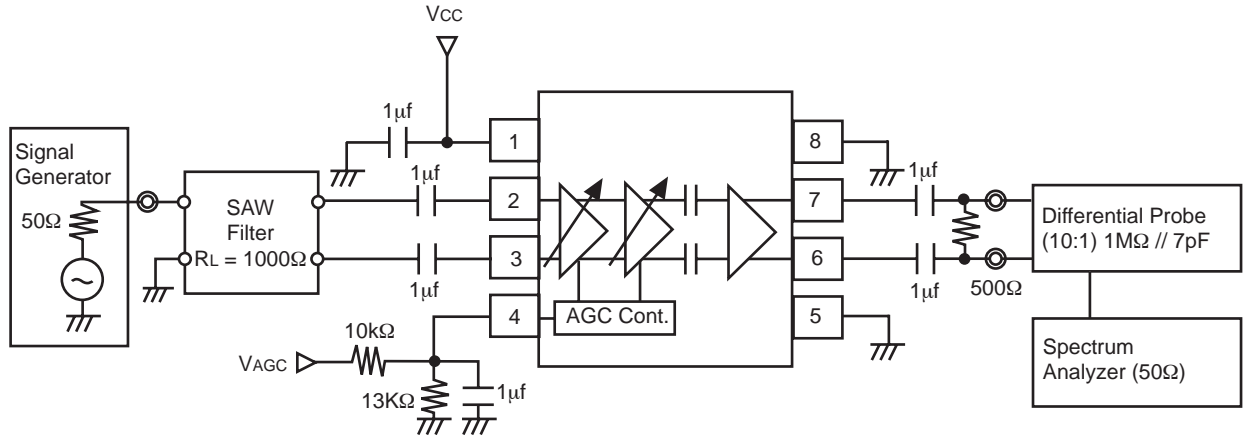 VCC
1μf
1
8
Signal
Generator
50Ω
1μf
1μf
SAW
Filter
RL = 1000Ω
2
7
Differential Probe
(10:1) 1MΩ // 7pF
1μf
3
6
1μf
500Ω
4
AGC Cont.
5
10kΩ
VAGC
13KΩ
1μf
Spectrum
Analyzer (50Ω)